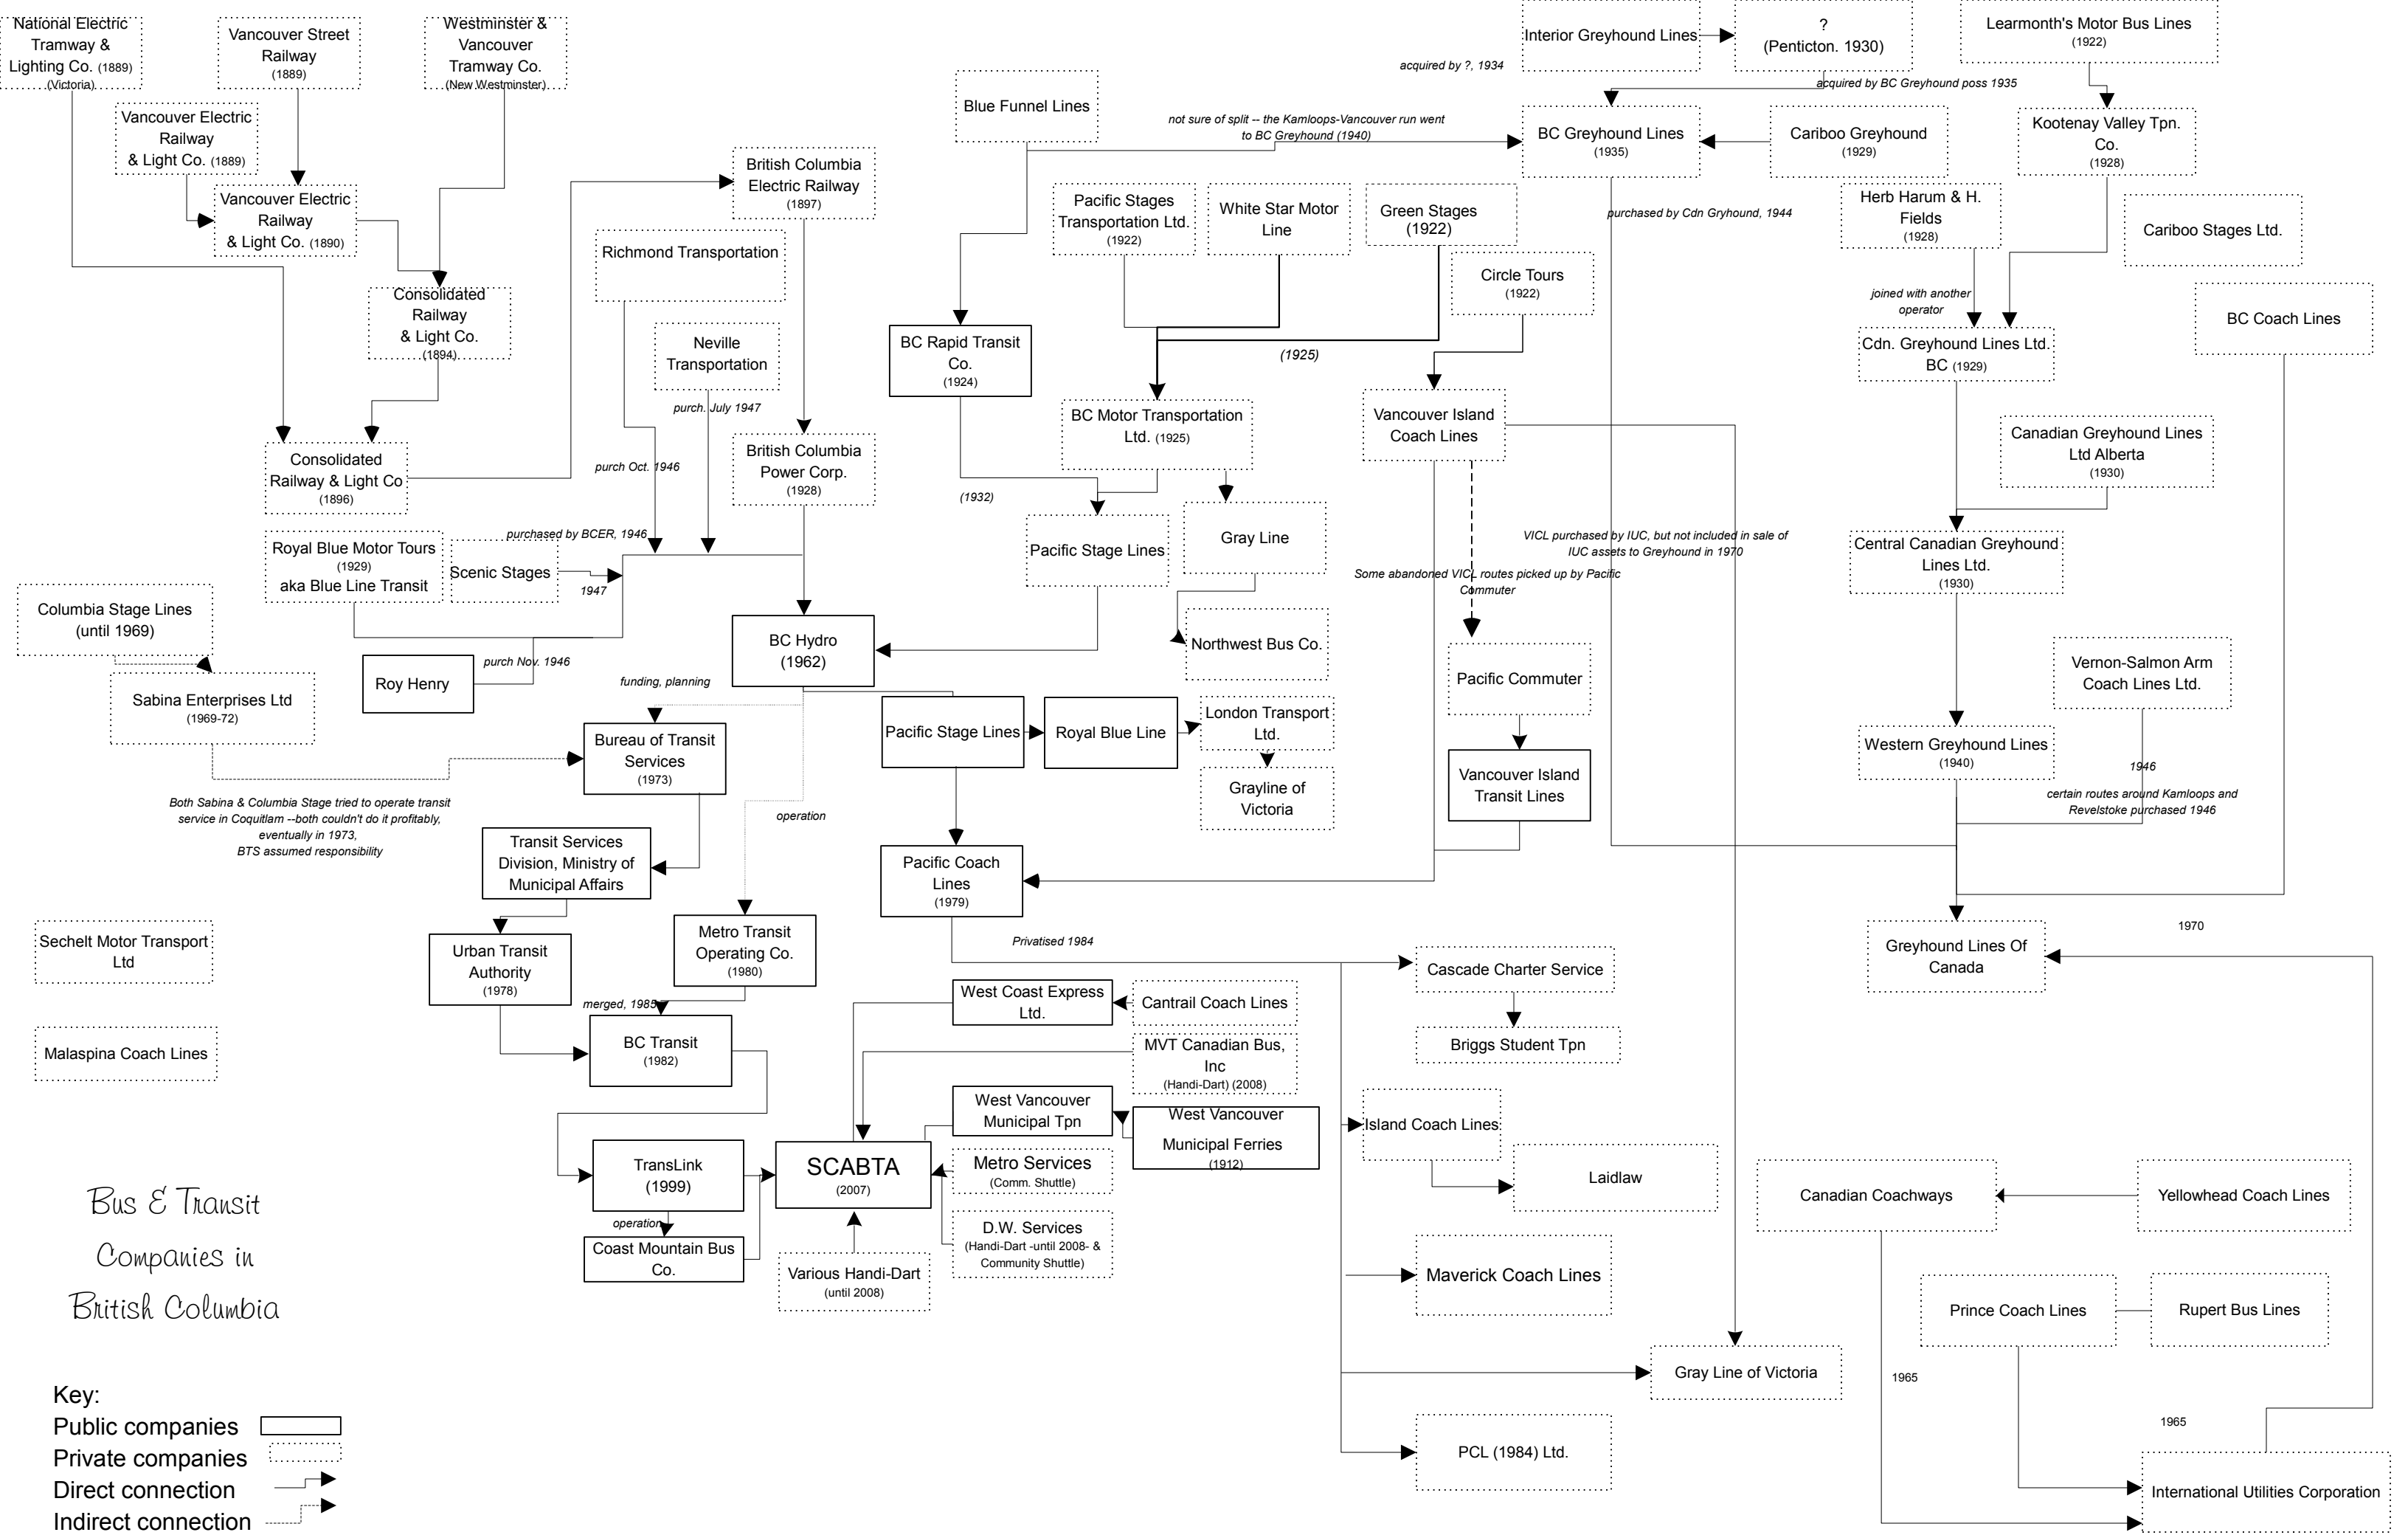 National Electric
Tramway &
Lighting Co. (1889)
(Victoria)
Vancouver Street
Railway
(1889)
Westminster &
Vancouver
Tramway Co.
(New Westminster)
Vancouver Electric
Railway
& Light Co. (1889)
Vancouver Electric
Railway
& Light Co. (1890)
Consolidated
Railway
& Light Co.
(1894)
Consolidated
Railway & Light Co
(1896)
British Columbia
Electric Railway
(1897)
Richmond Transportation
Neville
Transportation
purch. July 1947
purch Oct. 1946
British Columbia
Power Corp.
(1928)
Royal Blue Motor Tours
(1929)
aka Blue Line Transit
purchased by BCER, 1946
Scenic Stages
1947
Columbia Stage Lines
(until 1969)
Sabina Enterprises Ltd
(1969-72)
Roy Henry
purch Nov. 1946
BC Hydro
(1962)
funding, planning
Bureau of Transit
Services
(1973)
Both Sabina & Columbia Stage tried to operate transit
service in Coquitlam --both couldn't do it profitably,
eventually in 1973,
BTS assumed responsibility
operation
Transit Services
Division, Ministry of
Municipal Affairs
Urban Transit
Authority
(1978)
Metro Transit
Operating Co.
(1980)
merged, 1985
BC Transit
(1982)
Sechelt Motor Transport
Ltd
Malaspina Coach Lines
TransLink
(1999)
operation
Coast Mountain Bus
Co.
SCABTA
(2007)
Various Handi-Dart
(until 2008)
West Coast Express
Ltd.
Cantrail Coach Lines
MVT Canadian Bus,
Inc
(Handi-Dart) (2008)
West Vancouver
Municipal Tpn
West Vancouver
Municipal Ferries
(1912)
Metro Services
(Comm. Shuttle)
D.W. Services
(Handi-Dart -until 2008- &
Community Shuttle)
Blue Funnel Lines
not sure of split -- the Kamloops-Vancouver run went
to BC Greyhound (1940)
BC Rapid Transit
Co.
(1924)
Pacific Stages
Transportation Ltd.
(1922)
White Star Motor
Line
Green Stages
(1922)
Circle Tours
(1922)
(1925)
BC Motor Transportation
Ltd. (1925)
(1932)
Pacific Stage Lines
Gray Line
Northwest Bus Co.
Vancouver Island
Coach Lines
VICL purchased by IUC, but not included in sale of
IUC assets to Greyhound in 1970
Some abandoned VICL routes picked up by Pacific
Commuter
Pacific Commuter
Vancouver Island
Transit Lines
Pacific Stage Lines
Royal Blue Line
London Transport
Ltd.
Grayline of
Victoria
Pacific Coach
Lines
(1979)
Privatised 1984
Cascade Charter Service
Briggs Student Tpn
Island Coach Lines
Laidlaw
Maverick Coach Lines
Gray Line of Victoria
PCL (1984) Ltd.
Interior Greyhound Lines
?
(Penticton. 1930)
acquired by ?, 1934
acquired by BC Greyhound poss 1935
BC Greyhound Lines
(1935)
Cariboo Greyhound
(1929)
purchased by Cdn Gryhound, 1944
Learmonth's Motor Bus Lines
(1922)
Kootenay Valley Tpn.
Co.
(1928)
Herb Harum & H.
Fields
(1928)
Cariboo Stages Ltd.
BC Coach Lines
joined with another
operator
Cdn. Greyhound Lines Ltd.
BC (1929)
Canadian Greyhound Lines
Ltd Alberta
(1930)
Central Canadian Greyhound
Lines Ltd.
(1930)
Vernon-Salmon Arm
Coach Lines Ltd.
Western Greyhound Lines
(1940)
1946
certain routes around Kamloops and
Revelstoke purchased 1946
Greyhound Lines Of
Canada
1970
Canadian Coachways
Yellowhead Coach Lines
Prince Coach Lines
Rupert Bus Lines
1965
1965
International Utilities Corporation
Bus & Transit
Companies in
British Columbia
Key:
Public companies
Private companies
Direct connection
Indirect connection